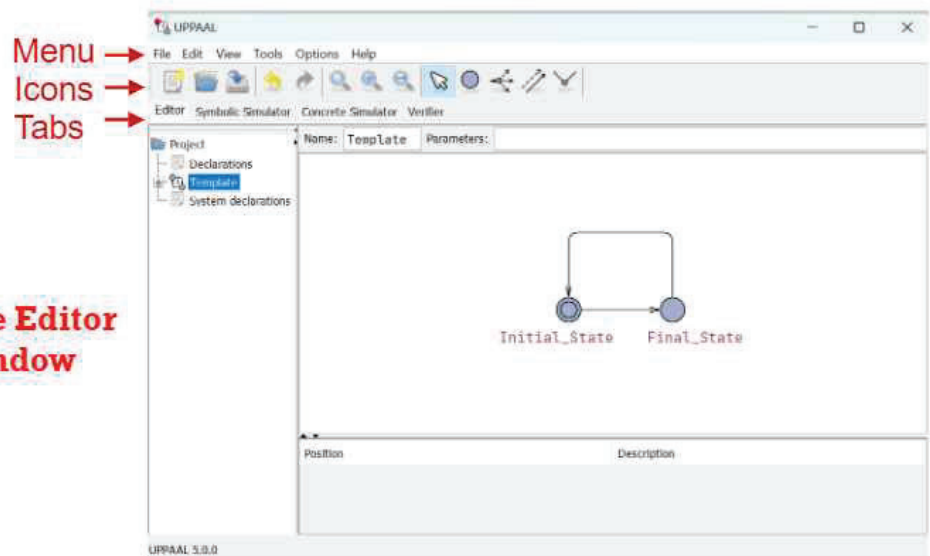 UPPAAL
Menu
File Edit View Tools Options Help
Icons
Tabs
Editor Symbolic Simulator Concrete Simulator Verifier
Name: Template Parameters:
Project
Declarations
Template
System declarations
Initial_State Final_State
Editor
Position Description
UPPAAL 5.0.0